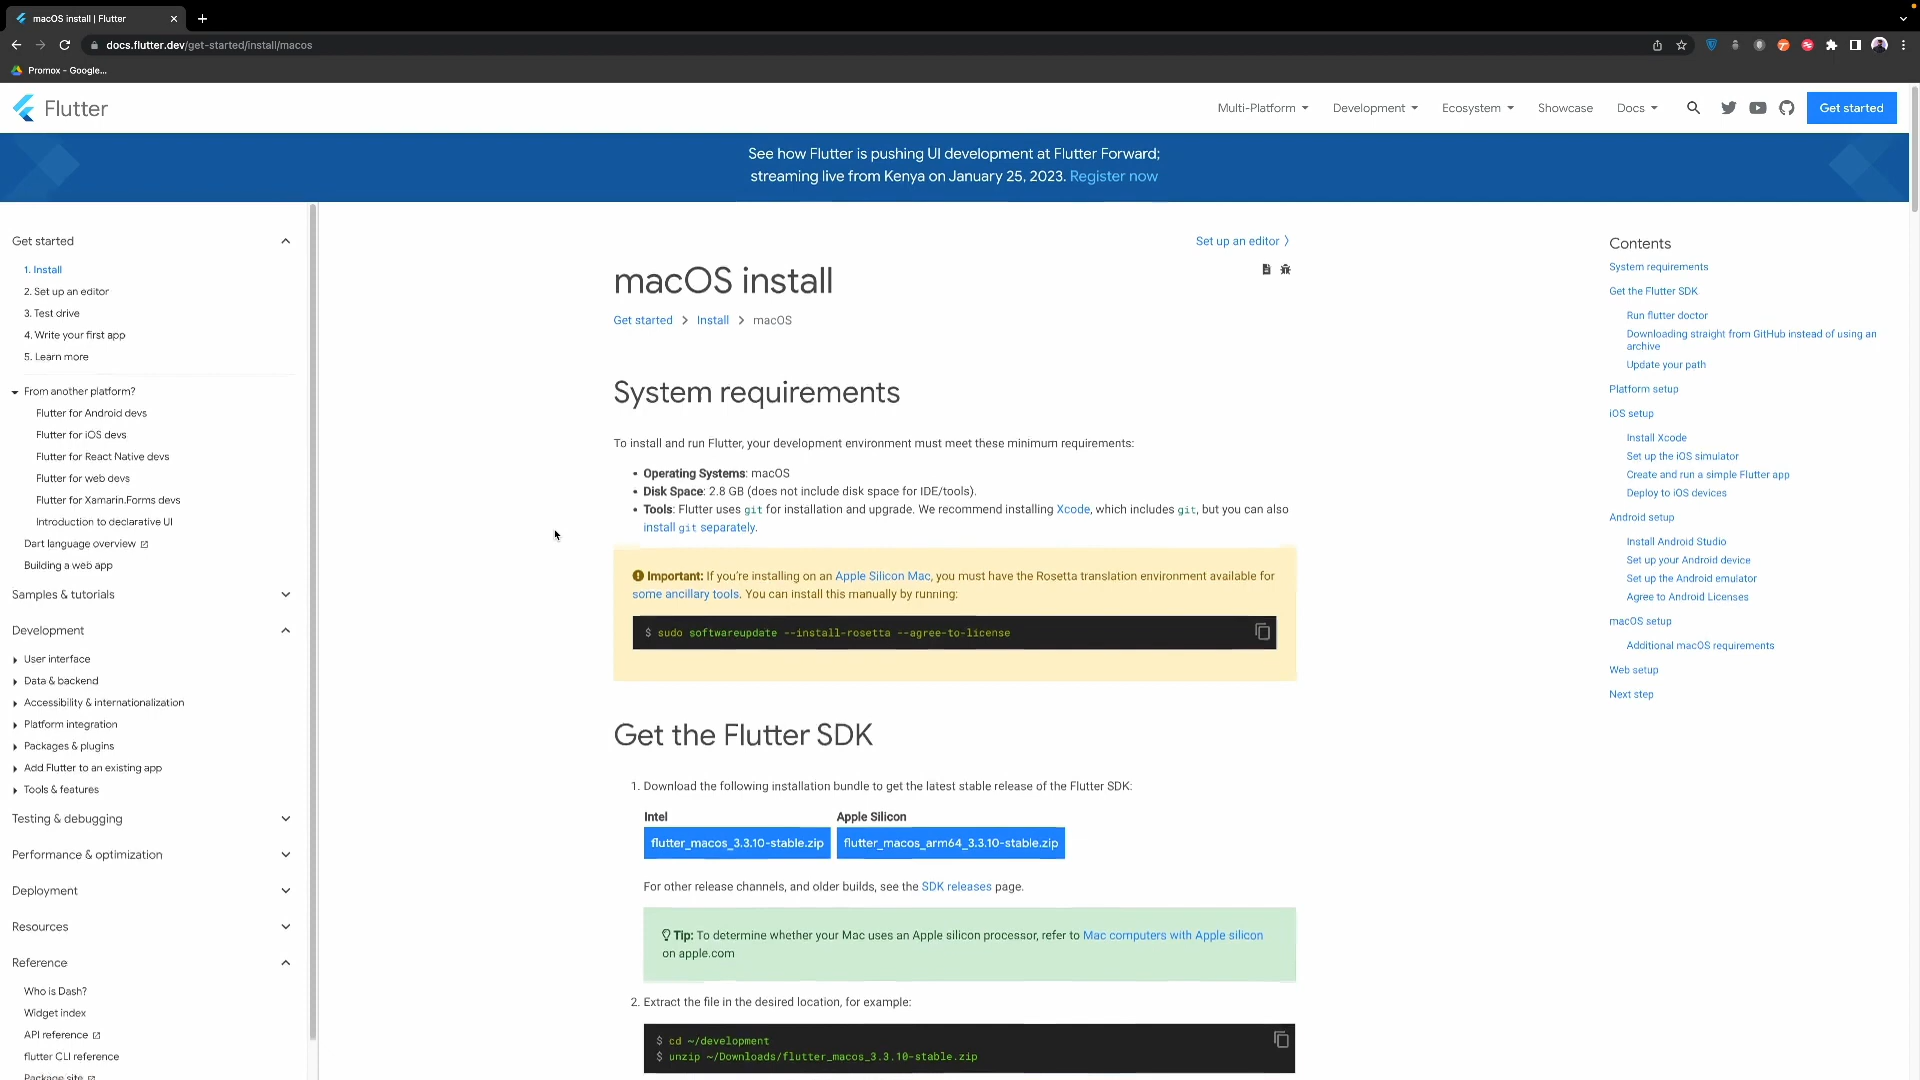 macOS install | Flutter
docs.flutter.dev/get-started/install/macos
Promox - Google...
Flutter
Multi-Platform
Development
Ecosystem
Showcase
Docs
Get started
See how Flutter is pushing UI development at Flutter Forward;
streaming live from Kenya on January 25, 2023. Register now
Get started
1. Install
2. Set up an editor
3. Test drive
4. Write your first app
5. Learn more
From another platform?
Flutter for Android devs
Flutter for iOS devs
Flutter for React Native devs
Flutter for web devs
Flutter for Xamarin.Forms devs
Introduction to declarative UI
Dart language overview
Building a web app
Samples & tutorials
Development
User interface
Data & backend
Accessibility & internationalization
Platform integration
Packages & plugins
Add Flutter to an existing app
Tools & features
Testing & debugging
Performance & optimization
Deployment
Resources
Reference
Who is Dash?
Widget index
API reference
flutter CLI reference
Package site
Set up an editor
macOS install
Get started > Install > macOS
System requirements
To install and run Flutter, your development environment must meet these minimum requirements:
• Operating Systems: macOS
• Disk Space: 2.8 GB (does not include disk space for IDE/tools).
• Tools: Flutter uses git for installation and upgrade. We recommend installing Xcode, which includes git, but you can also
install git separately.
Important: If you're installing on an Apple Silicon Mac, you must have the Rosetta translation environment available for
some ancillary tools. You can install this manually by running:
$ sudo softwareupdate --install-rosetta --agree-to-license
Get the Flutter SDK
1. Download the following installation bundle to get the latest stable release of the Flutter SDK:
Intel Apple Silicon
flutter_macos_3.3.10-stable.zip flutter_macos_arm64_3.3.10-stable.zip
For other release channels, and older builds, see the SDK releases page.
Tip: To determine whether your Mac uses an Apple silicon processor, refer to Mac computers with Apple silicon
on apple.com
2. Extract the file in the desired location, for example:
$ cd ~/development
$ unzip ~/Downloads/flutter_macos_3.3.10-stable.zip
Contents
System requirements
Get the Flutter SDK
Run flutter doctor
Downloading straight from GitHub instead of using an
archive
Update your path
Platform setup
iOS setup
Install Xcode
Set up the iOS simulator
Create and run a simple Flutter app
Deploy to iOS devices
Android setup
Install Android Studio
Set up your Android device
Set up the Android emulator
Agree to Android Licenses
macOS setup
Additional macOS requirements
Web setup
Next step